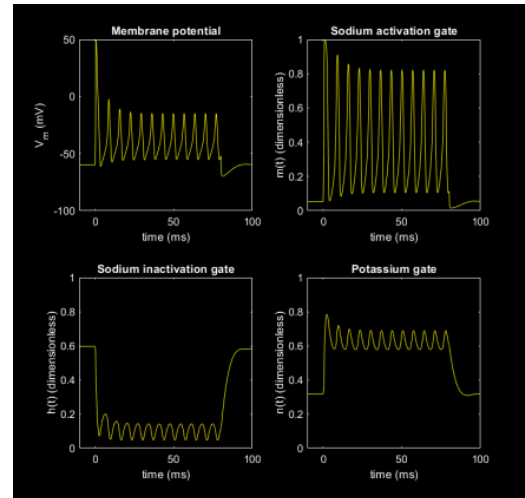 Membrane potential
50
0
-50
-100
V_m (mV)
0
50
100
time (ms)
Sodium activation gate
1
0.8
0.6
0.4
0.2
0
m(t) (dimensionless)
0
50
100
time (ms)
Sodium inactivation gate
1
0.8
0.6
0.4
0.2
0
h(t) (dimensionless)
0
50
100
time (ms)
Potassium gate
1
0.8
0.6
0.4
0.2
0
n(t) (dimensionless)
0
50
100
time (ms)